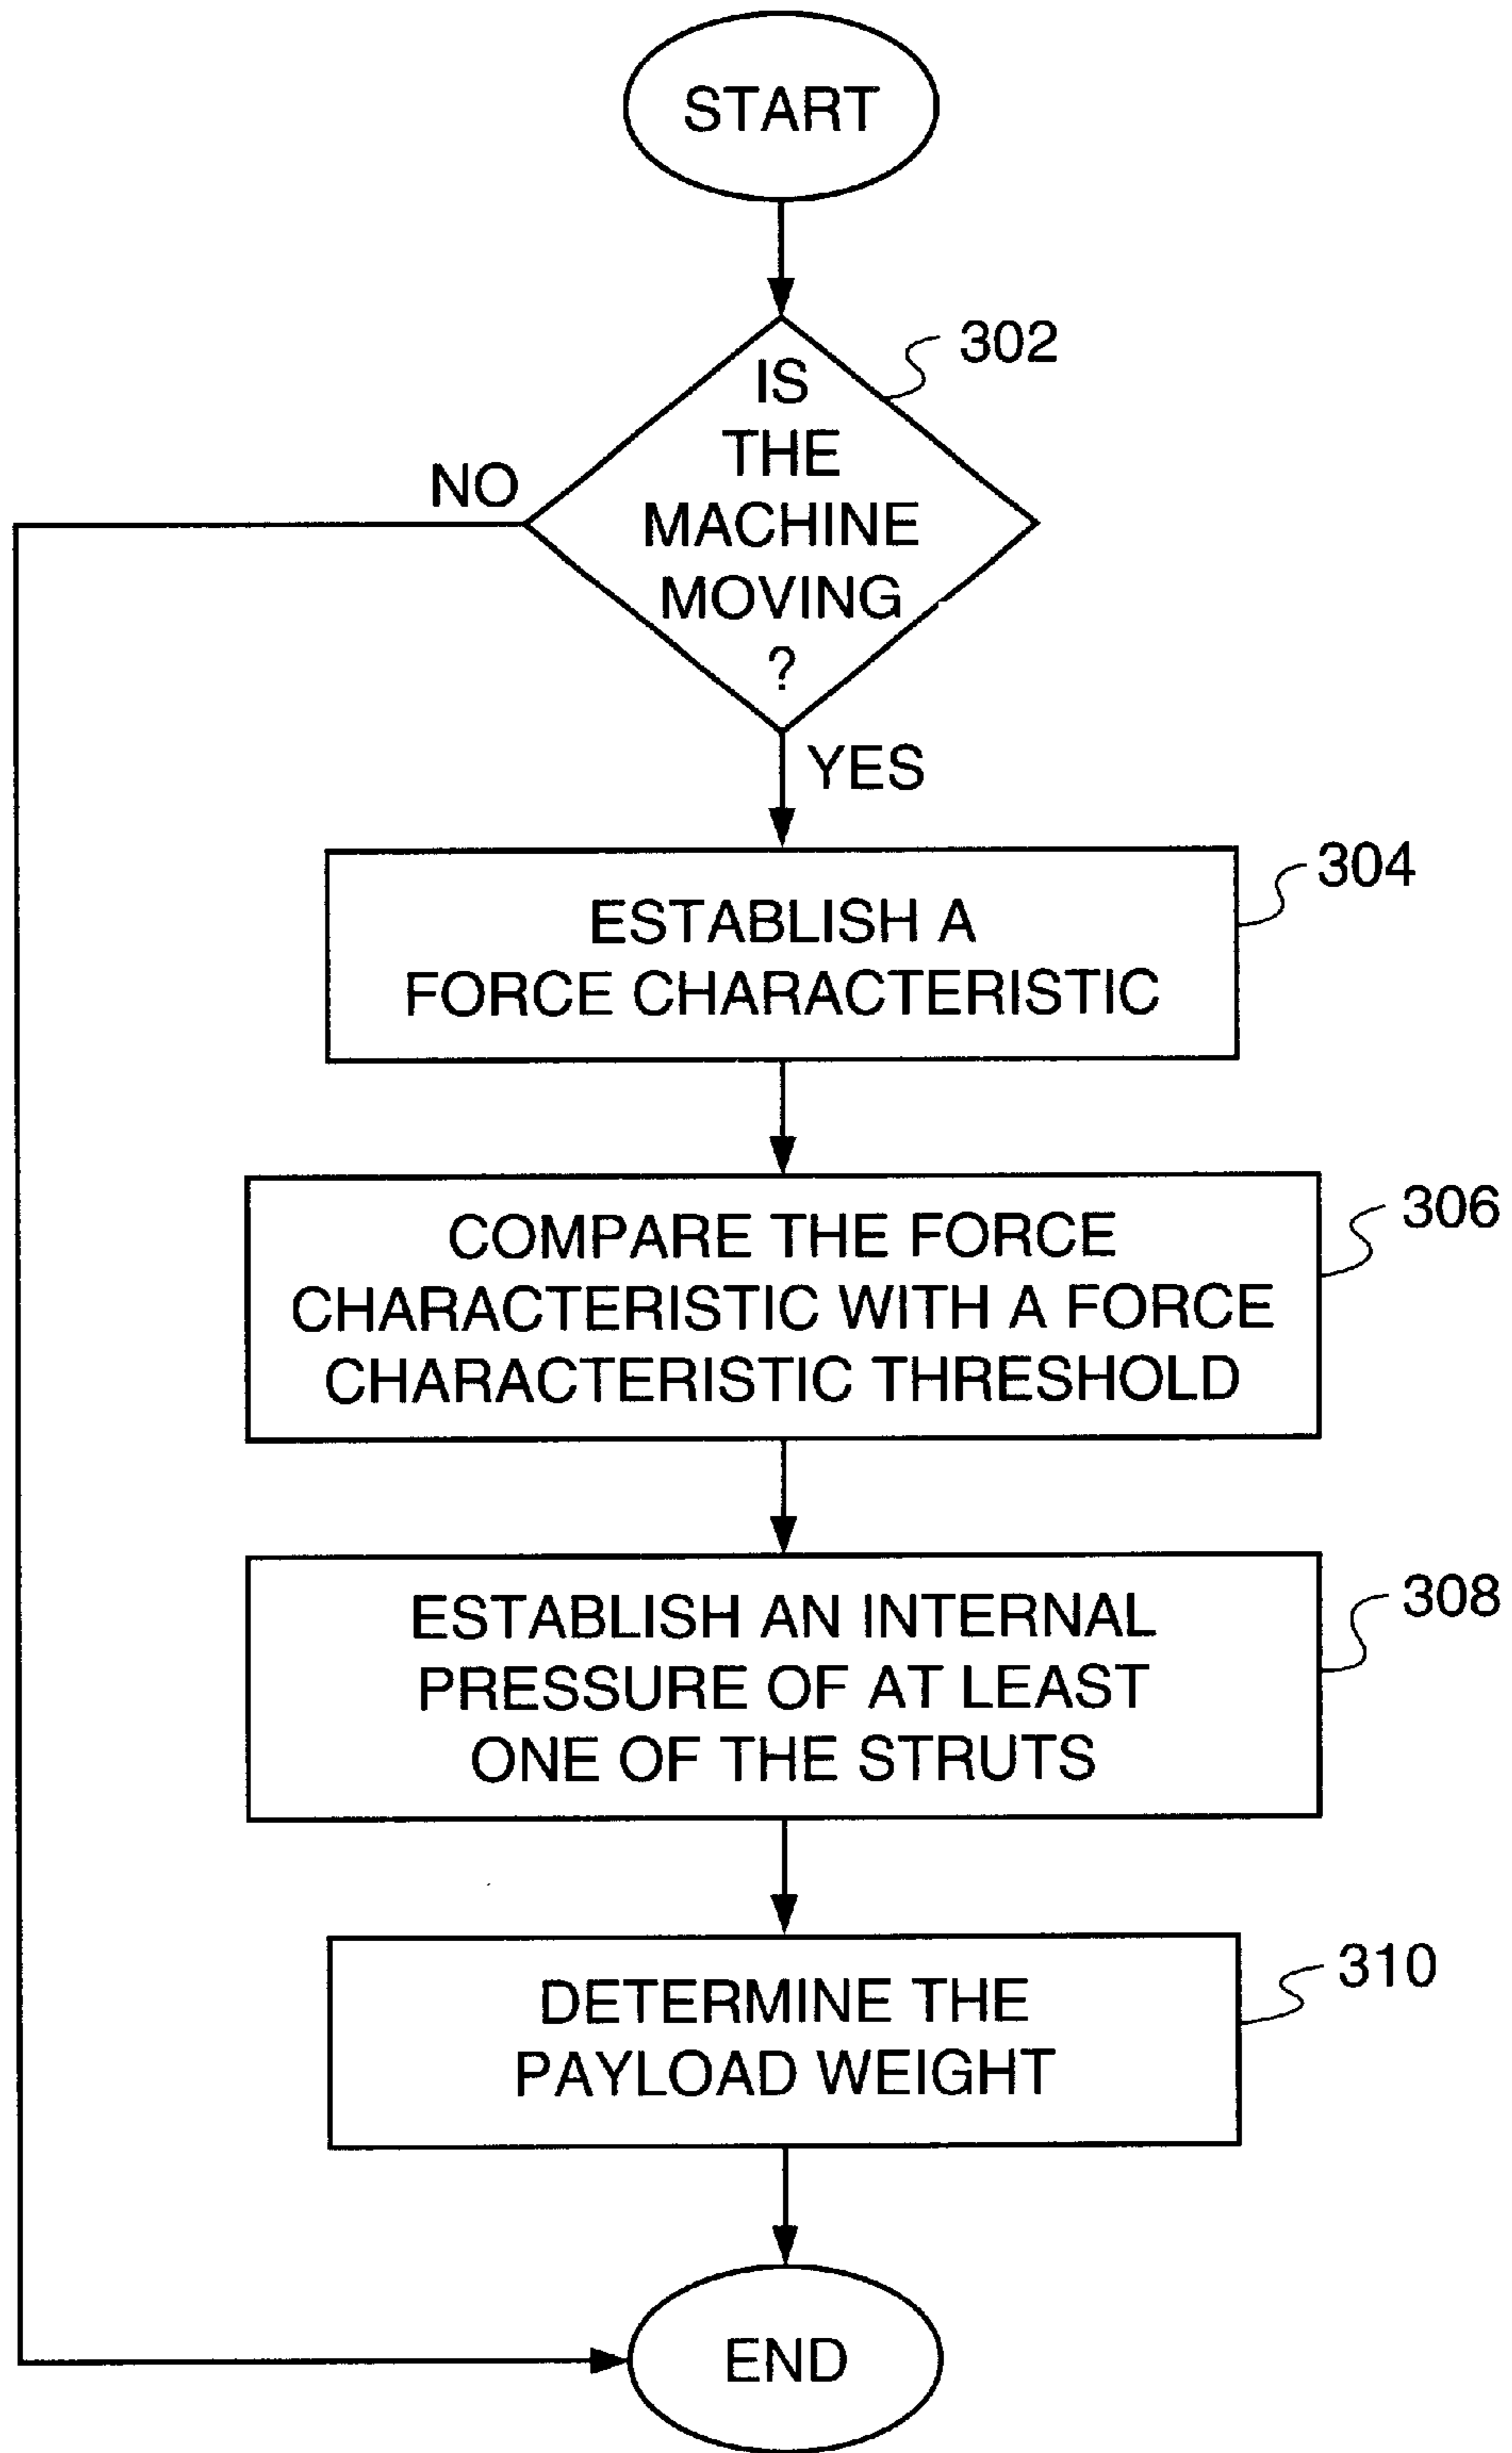 START
302
IS
THE
MACHINE
MOVING
?
NO
YES
304
ESTABLISH A
FORCE CHARACTERISTIC
306
COMPARE THE FORCE
CHARACTERISTIC WITH A FORCE
CHARACTERISTIC THRESHOLD
308
ESTABLISH AN INTERNAL
PRESSURE OF AT LEAST
ONE OF THE STRUTS
310
DETERMINE THE
PAYLOAD WEIGHT
END